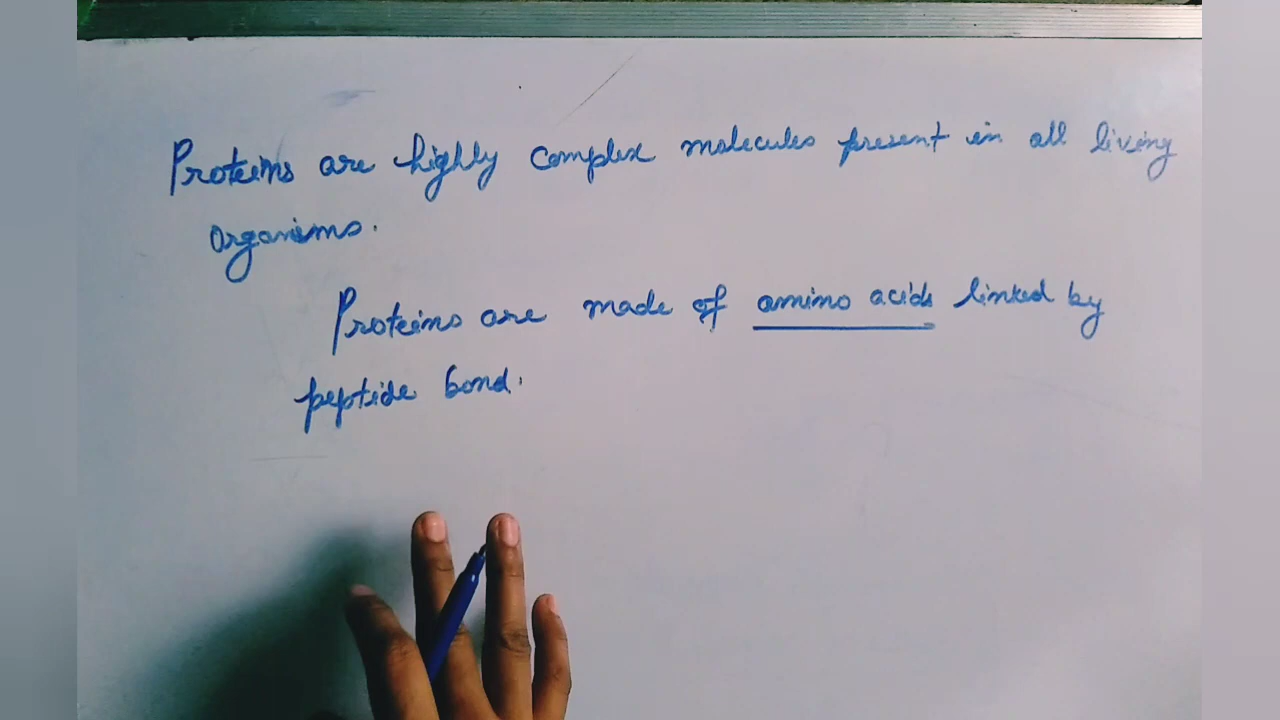 Proteins are highly complex molecules present in all living
organisms.
Proteins are made of amino acids linked by
peptide bond.